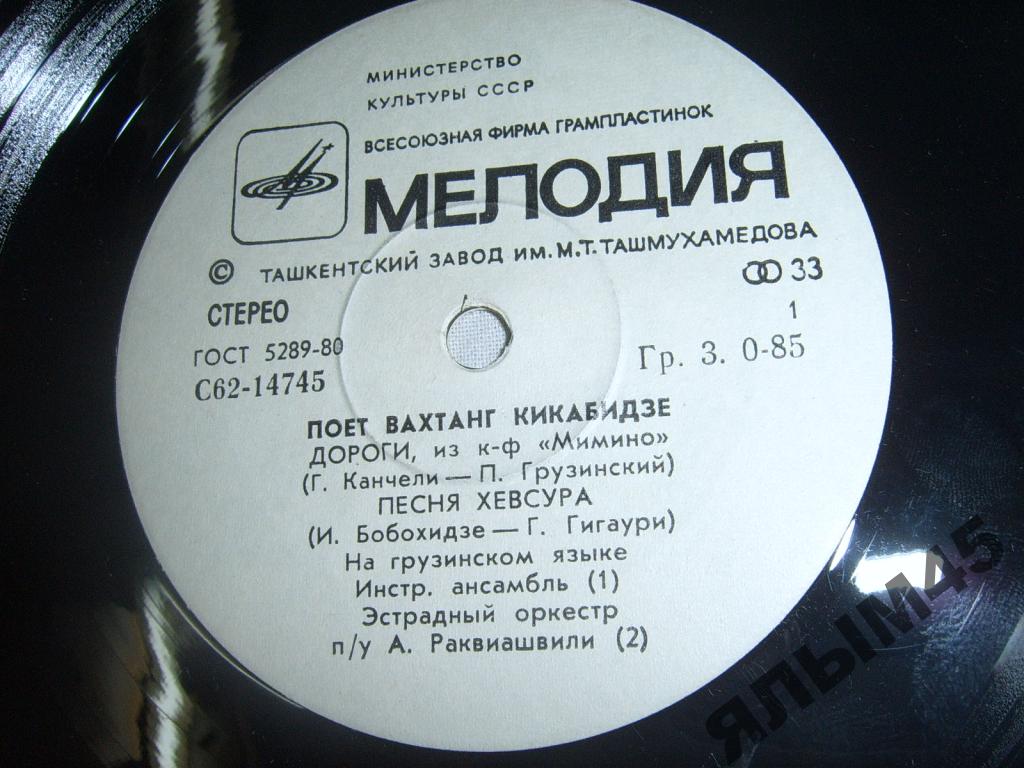 МИНИСТЕРСТВО
КУЛЬТУРЫ СССР
ВСЕСОЮЗНАЯ ФИРМА ГРАМПЛАСТИНОК
МЕЛОДИЯ
© ТАШКЕНТСКИЙ ЗАВОД ИМ. М.Т. ТАШМУХАМЕДОВА
СТЕРЕО
33
ГОСТ 5289-80
1
С62-14745
Гр. 3. 0-85
ПОЕТ ВАХТАНГ КИКАБИДЗЕ
ДОРОГИ, из к-ф «Мимино»
(Г. Канчели — П. Грузинский)
ПЕСНЯ ХЕВСУРА
(И. Бобохидзе — Г. Гигаури)
На грузинском языке
Инстр. ансамбль (1)
Эстрадный оркестр
п/у А. Раквиашвили (2)
ЯЛЫМ45